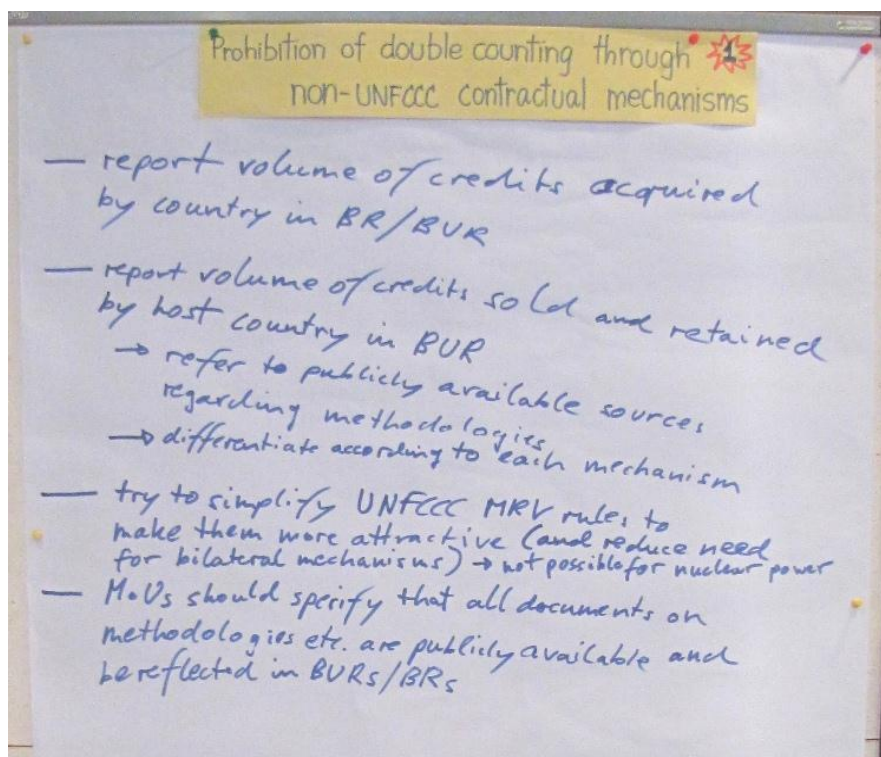 Prohibition of double counting through 1
non-UNFCCC contractual mechanisms
— report volume of credits acquired
by country in BR/BUR
— report volume of credits sold and retained
by host country in BUR
→ refer to publicly available sources
regarding methodologies
→ differentiate according to each mechanism
— try to simplify UNFCCC MRV rules to
make them more attractive (and reduce need
for bilateral mechanisms) → not possible for nuclear power
— MoUs should specify that all documents on
methodologies etc. are publicly available and
be reflected in BURs/BRs